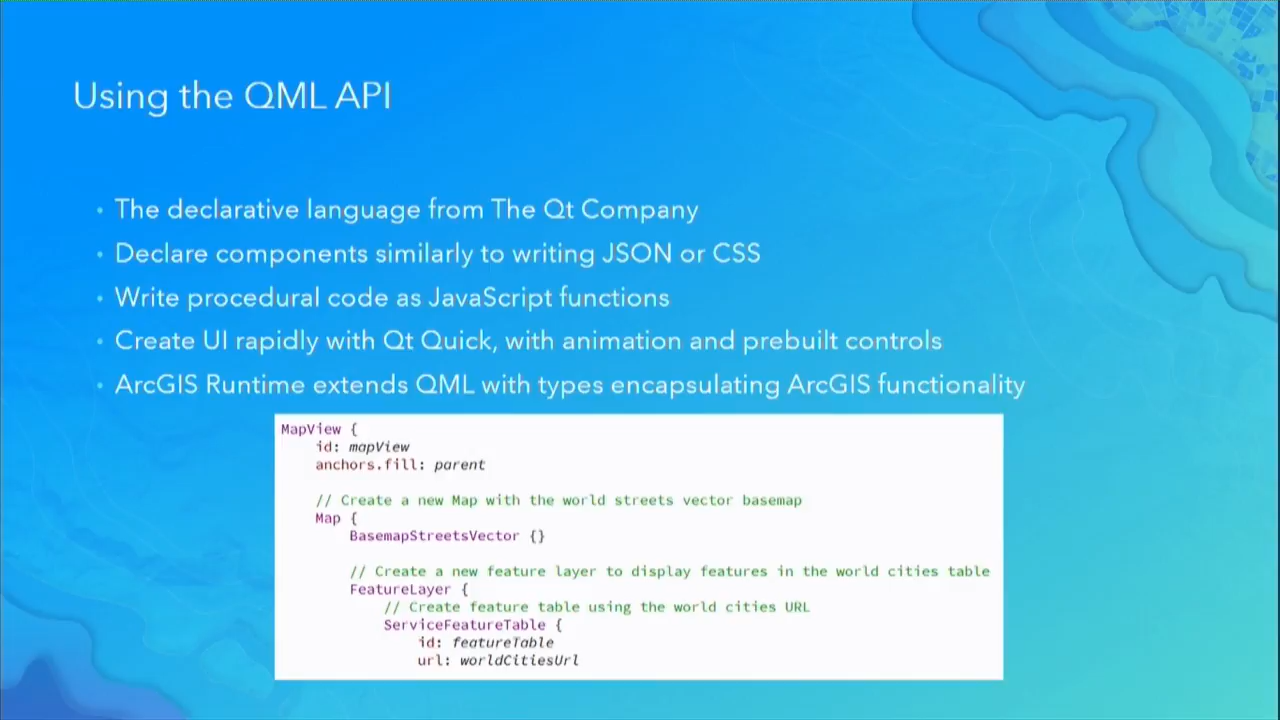 Using the QML API
• The declarative language from The Qt Company
• Declare components similarly to writing JSON or CSS
• Write procedural code as JavaScript functions
• Create UI rapidly with Qt Quick, with animation and prebuilt controls
• ArcGIS Runtime extends QML with types encapsulating ArcGIS functionality
MapView {
    id: mapView
    anchors.fill: parent

    // Create a new Map with the world streets vector basemap
    Map {
        BasemapStreetsVector {}

        // Create a new feature layer to display features in the world cities table
        FeatureLayer {
            // Create feature table using the world cities URL
            ServiceFeatureTable {
                id: featureTable
                url: worldCitiesUrl